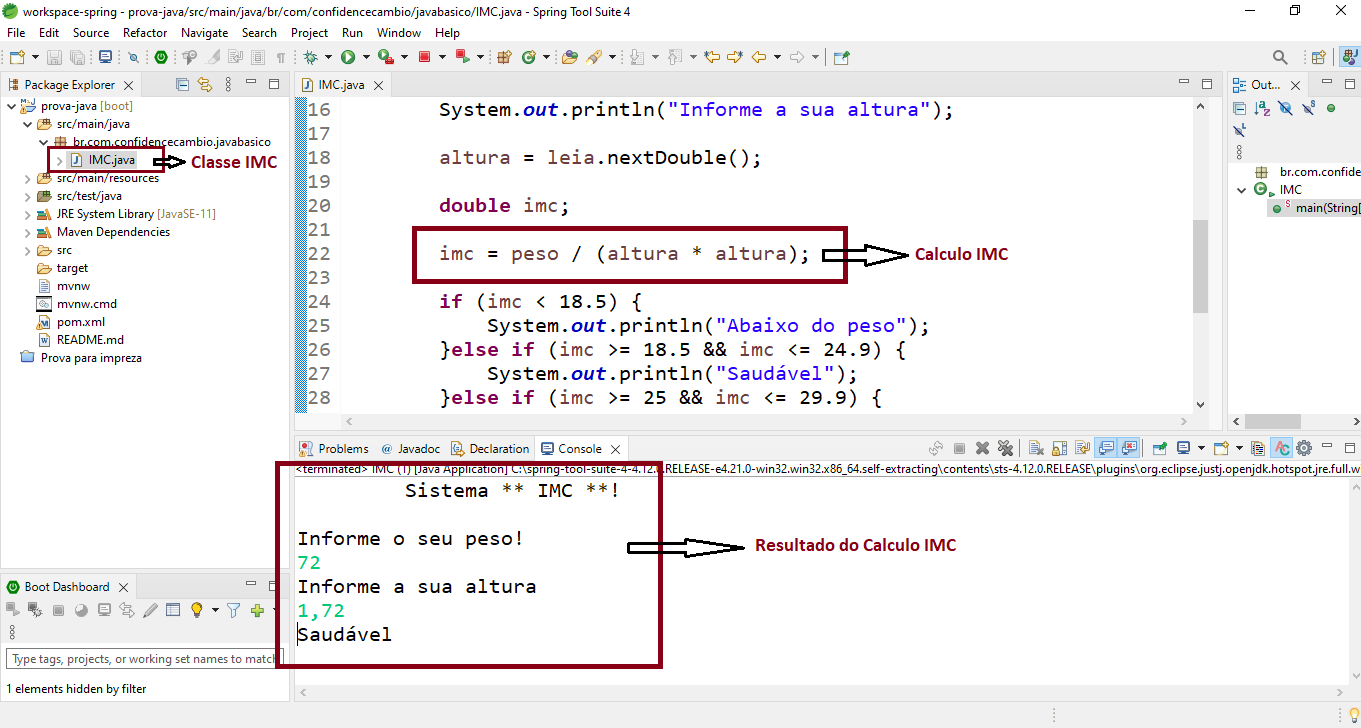 workspace-spring - prova-java/src/main/java/br/com/confidencecambio/javabasico/IMC.java - Spring Tool Suite 4
File Edit Source Refactor Navigate Search Project Run Window Help
Package Explorer
prova-java [boot]
src/main/java
br.com.confidencecambio.javabasico
IMC.java
Classe IMC
src/main/resources
src/test/java
JRE System Library [JavaSE-11]
Maven Dependencies
src
target
mvnw
mvnw.cmd
pom.xml
README.md
Prova para impreza
IMC.java
16 System.out.println("Informe a sua altura");
17
18 altura = leia.nextDouble();
19
20 double imc;
21
22 imc = peso / (altura * altura);
Calculo IMC
23
24 if (imc < 18.5) {
25 System.out.println("Abaixo do peso");
26 }else if (imc >= 18.5 && imc <= 24.9) {
27 System.out.println("Saudável");
28 }else if (imc >= 25 && imc <= 29.9) {
Out...
br.com.confide
IMC
main(String[
Problems @ Javadoc Declaration Console
<terminated> IMC (1) [Java Application] C:\spring-tool-suite-4-4.12.0.RELEASE-e4.21.0-win32.win32.x86_64.self-extracting\contents\sts-4.12.0.RELEASE\plugins\org.eclipse.justj.openjdk.hotspot.jre.full.w
Sistema ** IMC **!
Informe o seu peso!
72
Informe a sua altura
1,72
Saudável
Resultado do Calculo IMC
Boot Dashboard
Type tags, projects, or working set names to match
1 elements hidden by filter